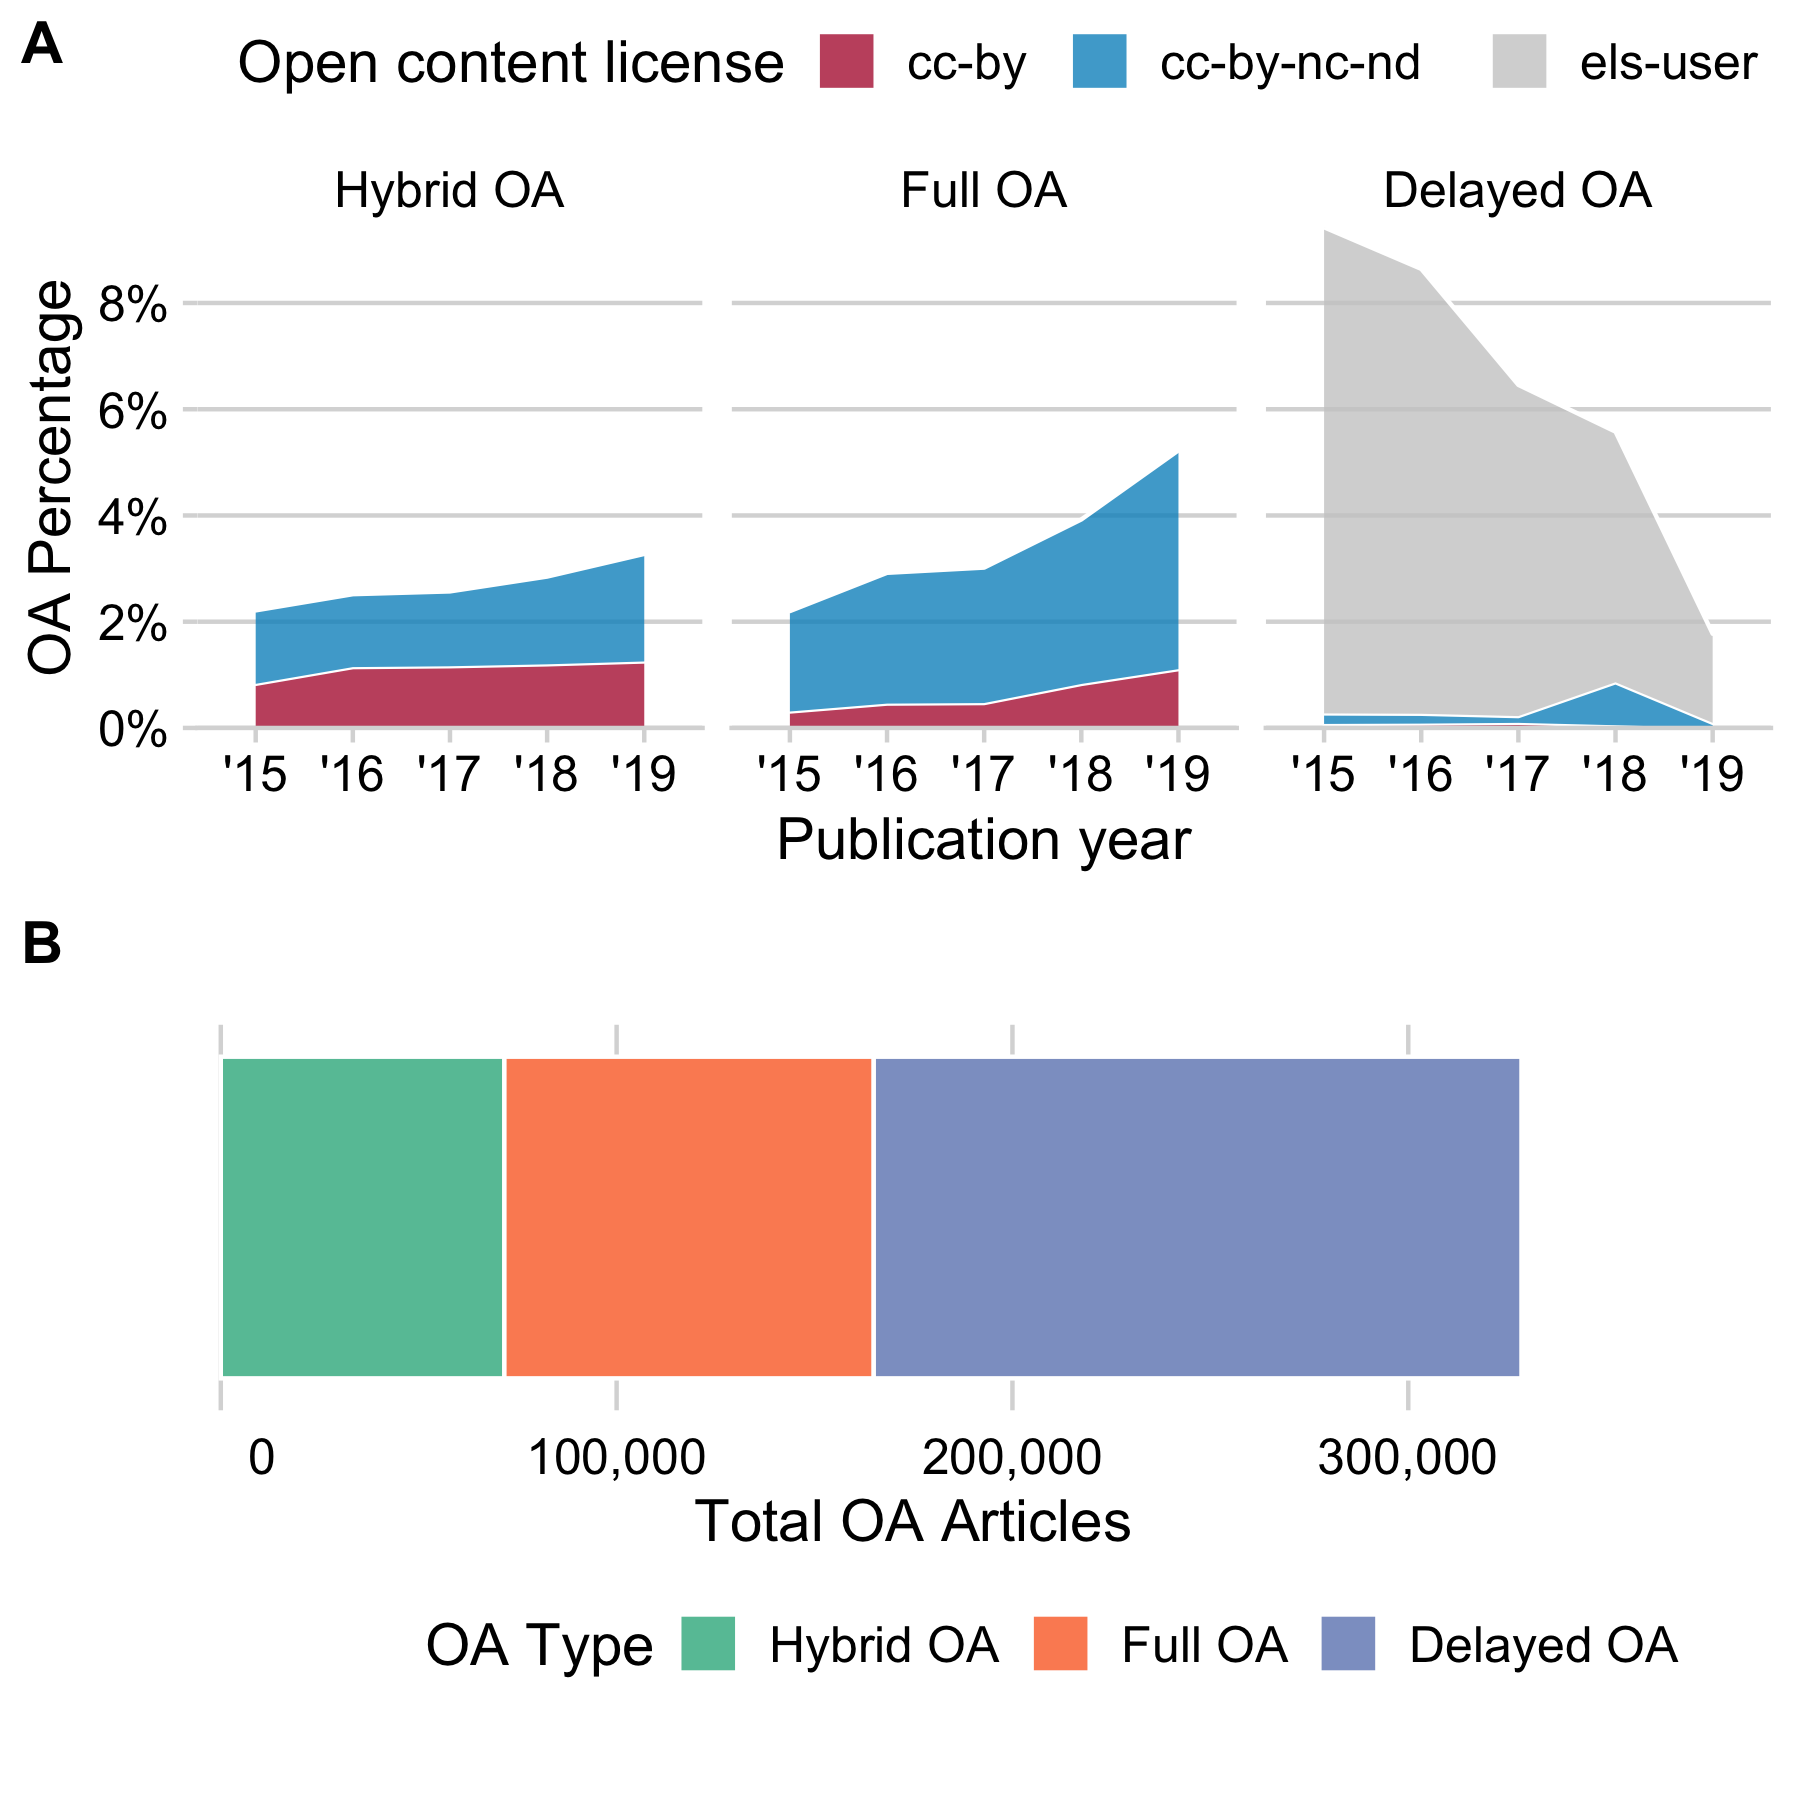 A
Open content license cc-by cc-by-nc-nd els-user
Hybrid OA Full OA Delayed OA
OA Percentage
8%
6%
4%
2%
0%
'15 '16 '17 '18 '19 '15 '16 '17 '18 '19 '15 '16 '17 '18 '19
Publication year
B
0 100,000 200,000 300,000
Total OA Articles
OA Type Hybrid OA Full OA Delayed OA